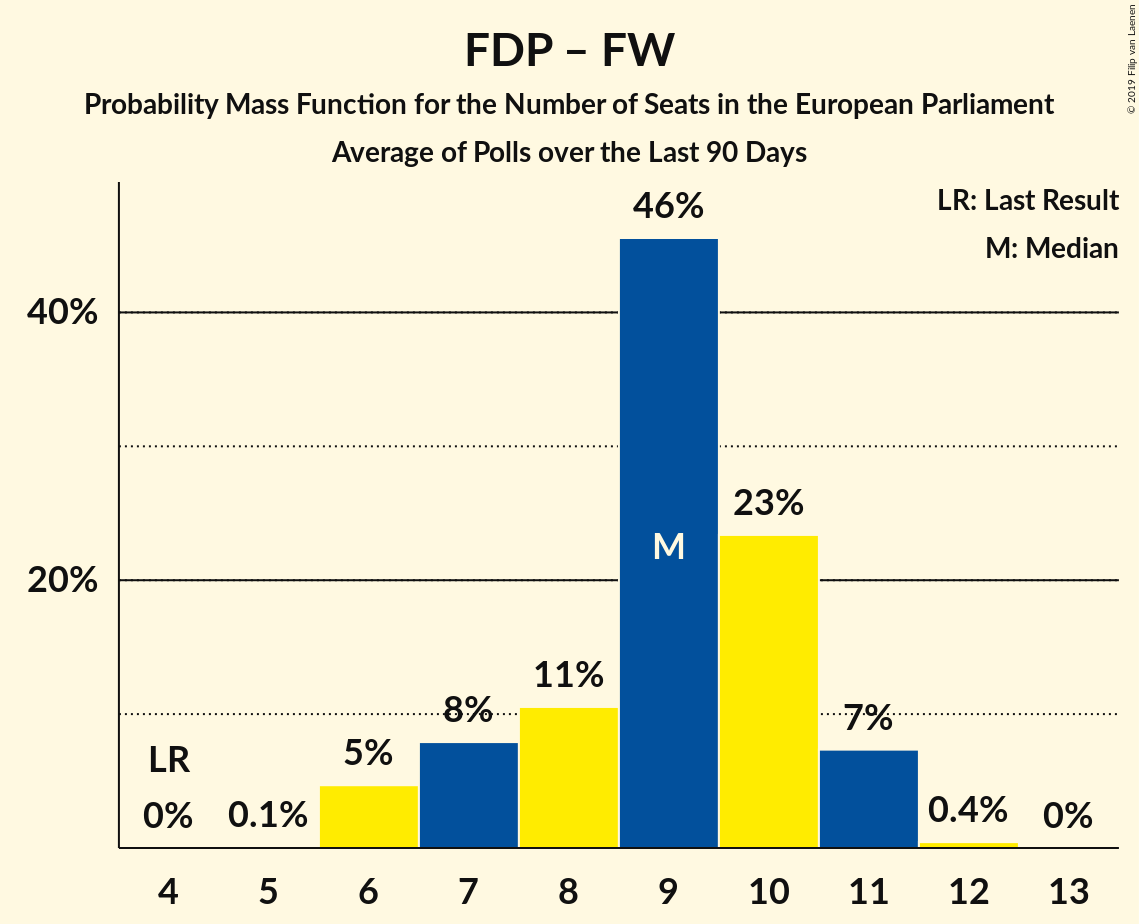 FDP – FW
Probability Mass Function for the Number of Seats in the European Parliament
Average of Polls over the Last 90 Days
© 2019 Filip van Laenen
LR: Last Result
M: Median
46%
40%
23%
M
20%
11%
8%
7%
5%
LR
0%
0.1%
0.4%
0%
4 5 6 7 8 9 10 11 12 13